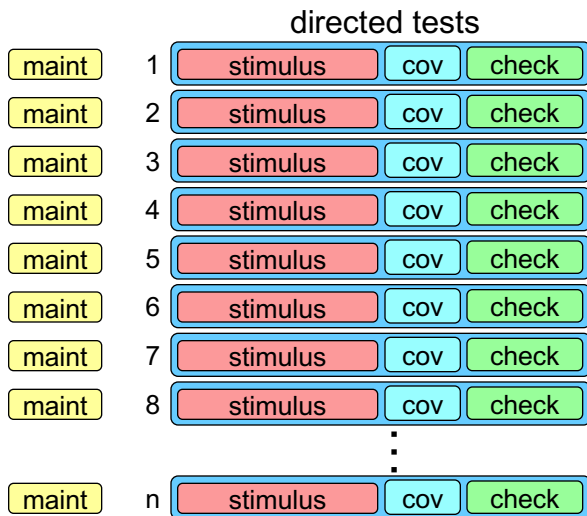 directed tests
maint 1 stimulus cov check
maint 2 stimulus cov check
maint 3 stimulus cov check
maint 4 stimulus cov check
maint 5 stimulus cov check
maint 6 stimulus cov check
maint 7 stimulus cov check
maint 8 stimulus cov check
maint n stimulus cov check